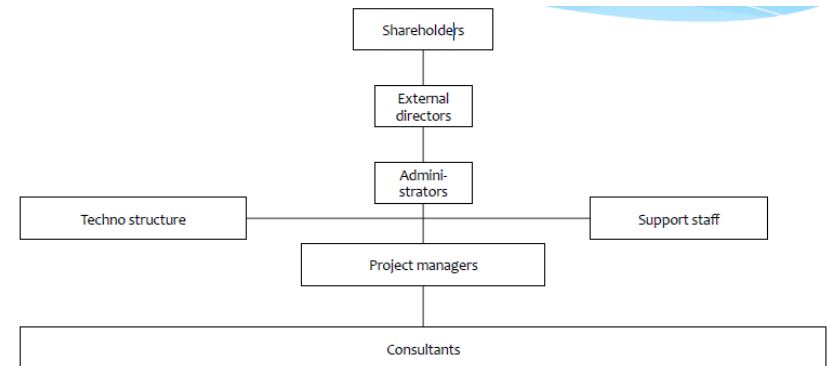 Shareholders
External
directors
Admini-
strators
Techno structure
Support staff
Project managers
Consultants